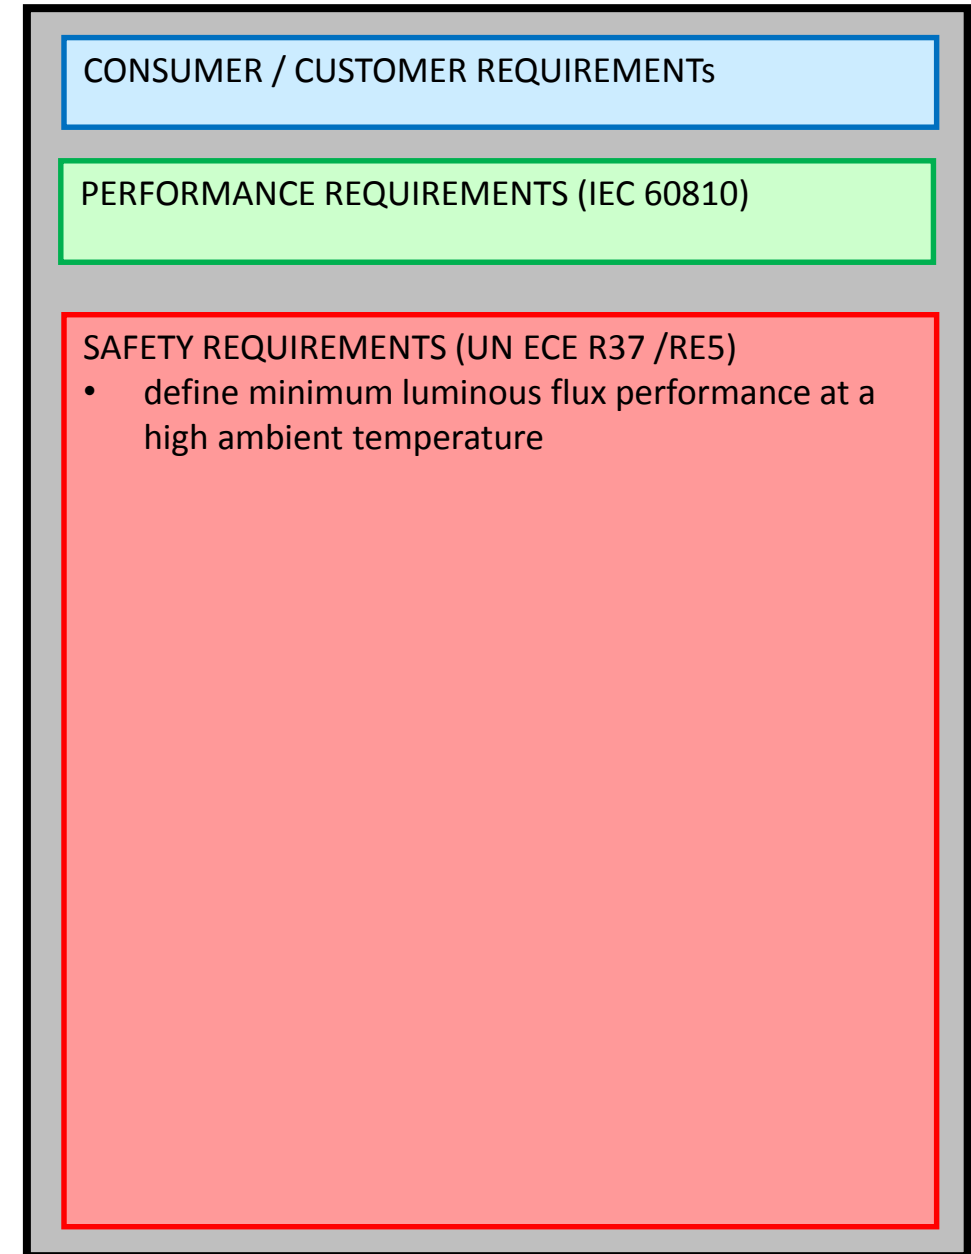 CONSUMER / CUSTOMER REQUIREMENTs
PERFORMANCE REQUIREMENTS (IEC 60810)
SAFETY REQUIREMENTS (UN ECE R37 /RE5)
• define minimum luminous flux performance at a
high ambient temperature